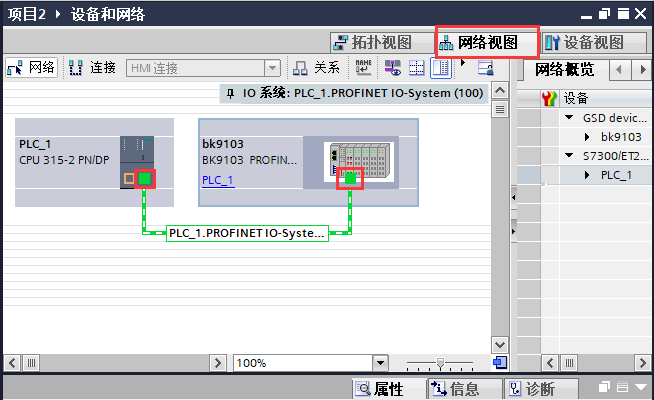 项目2 ▸ 设备和网络
拓扑视图 网络视图 设备视图
网络 连接 HMI 连接 关系 网络概览
IO 系统: PLC_1.PROFINET IO-System (100)
设备
GSD devic...
bk9103
S7300/ET2...
PLC_1
PLC_1
CPU 315-2 PN/DP
bk9103
BK9103 PROFIN...
PLC_1
PLC_1.PROFINET IO-Syste...
100%
属性 信息 诊断